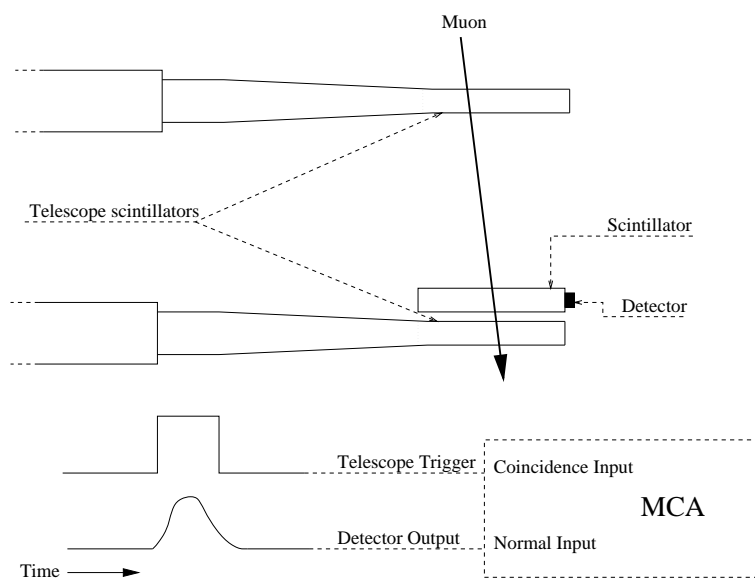 Muon
Telescope scintillators
Scintillator
Detector
Telescope Trigger
Coincidence Input
MCA
Detector Output
Normal Input
Time